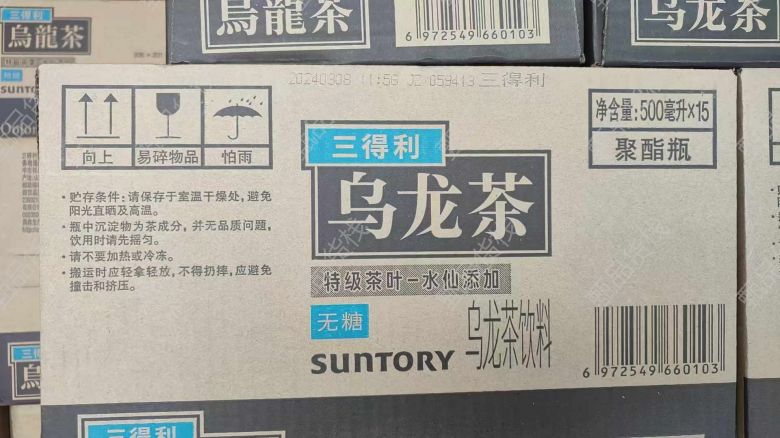 三得利
烏龍茶
無糖
SUNTORY
烏龍茶
6 972549 660103
乌龙茶
20240308 11:56 JZ 059413 三得利
向上
易碎物品
怕雨
三得利
乌龙茶
特级茶叶－水仙添加
无糖
SUNTORY 乌龙茶饮料
净含量:500毫升×15
聚酯瓶
·贮存条件:请保存于室温干燥处,避免
阳光直晒及高温。
·瓶中沉淀物为茶成分,并无品质问题,
饮用时请先摇匀。
·请不要加热或冷冻。
·搬运时应轻拿轻放,不得扔摔,应避免
撞击和挤压。
6 972549 660103
三得利